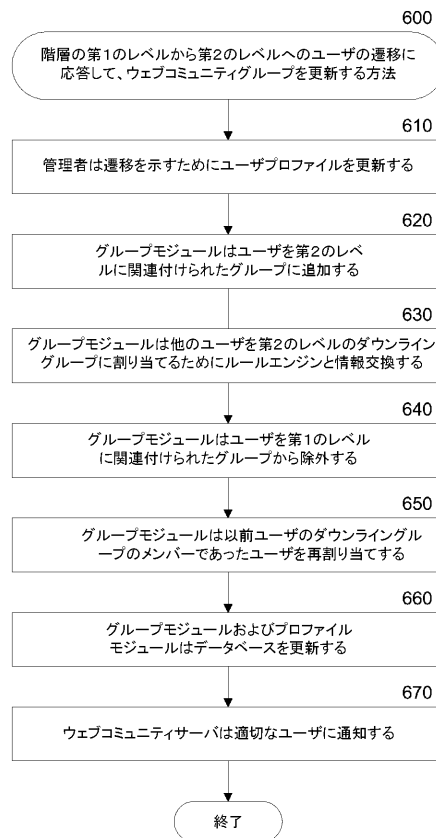 600
階層の第1のレベルから第2のレベルへのユーザの遷移に
応答して、ウェブコミュニティグループを更新する方法
610
管理者は遷移を示すためにユーザプロファイルを更新する
620
グループモジュールはユーザを第2のレベ
ルに関連付けられたグループに追加する
630
グループモジュールは他のユーザを第2のレベルのダウンライン
グループに割り当てるためにルールエンジンと情報交換する
640
グループモジュールはユーザを第1のレベル
に関連付けられたグループから除外する
650
グループモジュールは以前ユーザのダウンライングル
ープのメンバーであったユーザを再割り当てする
660
グループモジュールおよびプロファイル
モジュールはデータベースを更新する
670
ウェブコミュニティサーバは適切なユーザに通知する
終了